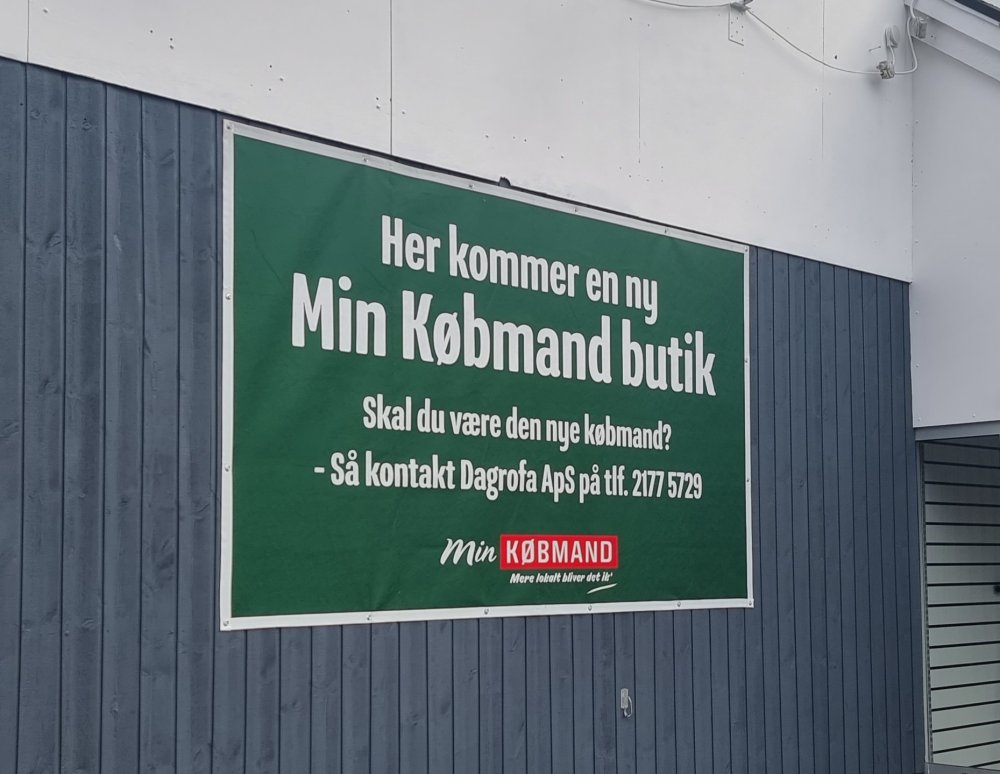 Her kommer en ny
Min Købmand butik
Skal du være den nye købmand?
- Så kontakt Dagrofa ApS på tlf. 2177 5729
Min KØBMAND
Mere lokalt bliver det ik'